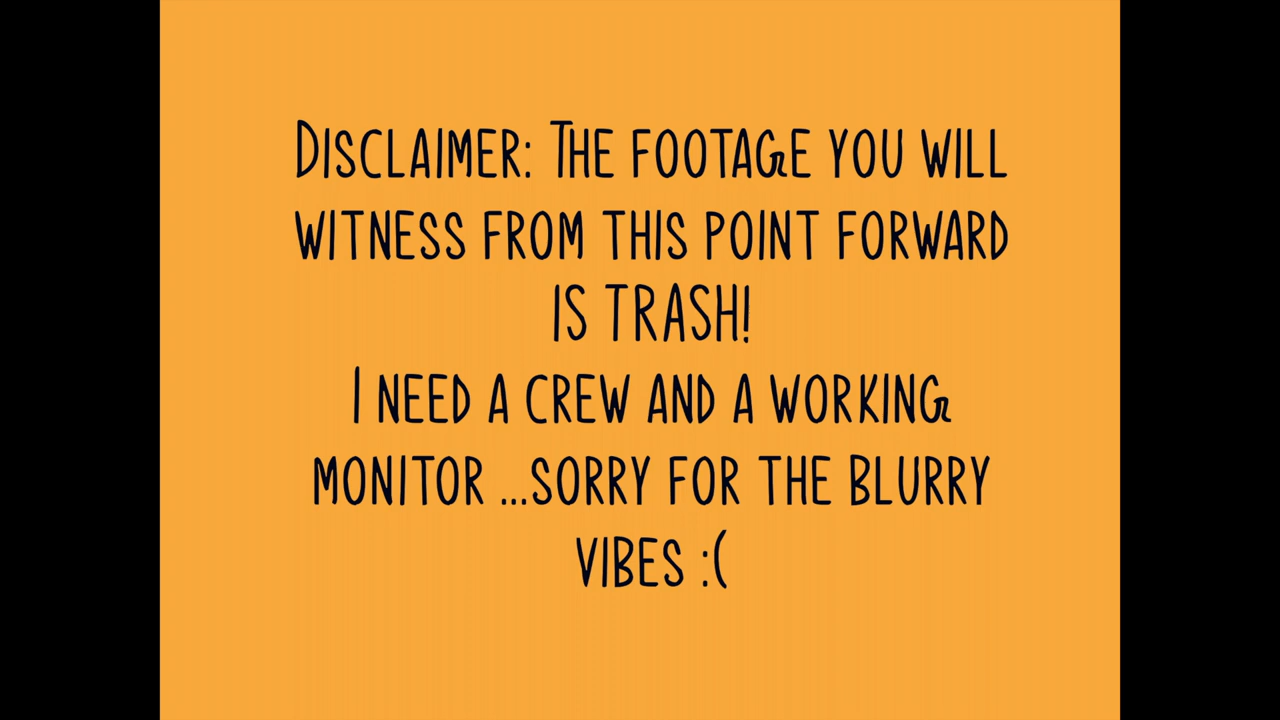 DISCLAIMER: THE FOOTAGE YOU WILL
WITNESS FROM THIS POINT FORWARD
IS TRASH!
I NEED A CREW AND A WORKING
MONITOR ...SORRY FOR THE BLURRY
VIBES :(